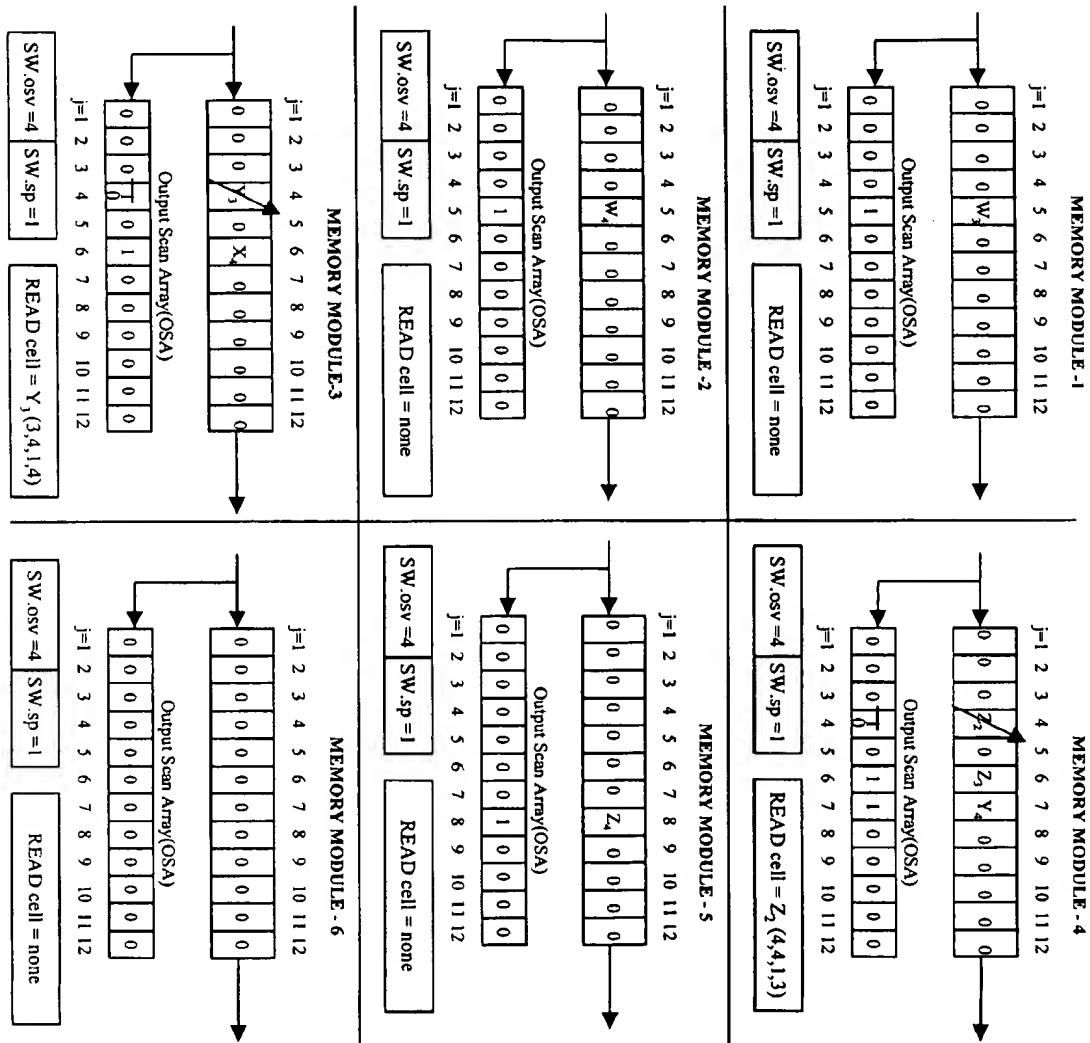 MEMORY MODULE -1
j=1 2 3 4 5 6 7 8 9 10 11 12
0 0 0 0 W₃ 0 0 0 0 0 0 0
Output Scan Array(OSA)
0 0 0 0 1 0 0 0 0 0 0 0
j=1 2 3 4 5 6 7 8 9 10 11 12
SW.osv =4 SW.sp =1 READ cell = none
MEMORY MODULE - 4
j=1 2 3 4 5 6 7 8 9 10 11 12
0 0 0 Z₂ 0 Z₃ Y₄ 0 0 0 0 0
Output Scan Array(OSA)
0 0 0 1 0 1 1 0 0 0 0 0
0
j=1 2 3 4 5 6 7 8 9 10 11 12
SW.osv =4 SW.sp =1 READ cell = Z₂ (4,4,1,3)
MEMORY MODULE -2
j=1 2 3 4 5 6 7 8 9 10 11 12
0 0 0 0 W₄ 0 0 0 0 0 0 0
Output Scan Array(OSA)
0 0 0 0 1 0 0 0 0 0 0 0
j=1 2 3 4 5 6 7 8 9 10 11 12
SW.osv =4 SW.sp =1 READ cell = none
MEMORY MODULE - 5
j=1 2 3 4 5 6 7 8 9 10 11 12
0 0 0 0 0 0 0 Z₄ 0 0 0 0
Output Scan Array(OSA)
0 0 0 0 0 0 0 1 0 0 0 0
j=1 2 3 4 5 6 7 8 9 10 11 12
SW.osv =4 SW.sp =1 READ cell = none
MEMORY MODULE-3
j=1 2 3 4 5 6 7 8 9 10 11 12
0 0 0 Y₃ 0 X₄ 0 0 0 0 0 0
Output Scan Array(OSA)
0 0 0 1 0 1 0 0 0 0 0 0
0
j=1 2 3 4 5 6 7 8 9 10 11 12
SW.osv =4 SW.sp =1 READ cell = Y₃ (3,4,1,4)
MEMORY MODULE - 6
j=1 2 3 4 5 6 7 8 9 10 11 12
0 0 0 0 0 0 0 0 0 0 0 0
Output Scan Array(OSA)
0 0 0 0 0 0 0 0 0 0 0 0
j=1 2 3 4 5 6 7 8 9 10 11 12
SW.osv =4 SW.sp =1 READ cell = none